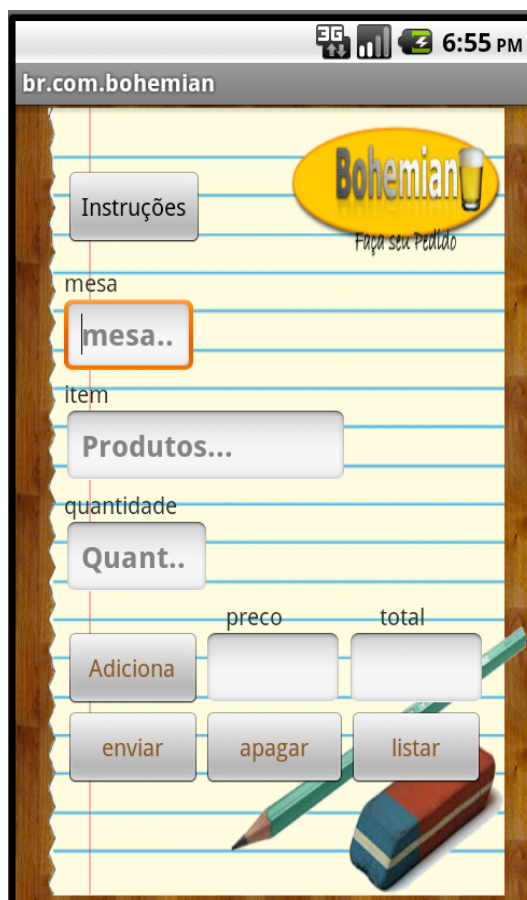 3G 6:55 PM
br.com.bohemian
Bohemian
Faça seu Pedido
Instruções
mesa
mesa..
item
Produtos...
quantidade
Quant..
preco total
Adiciona
enviar apagar listar